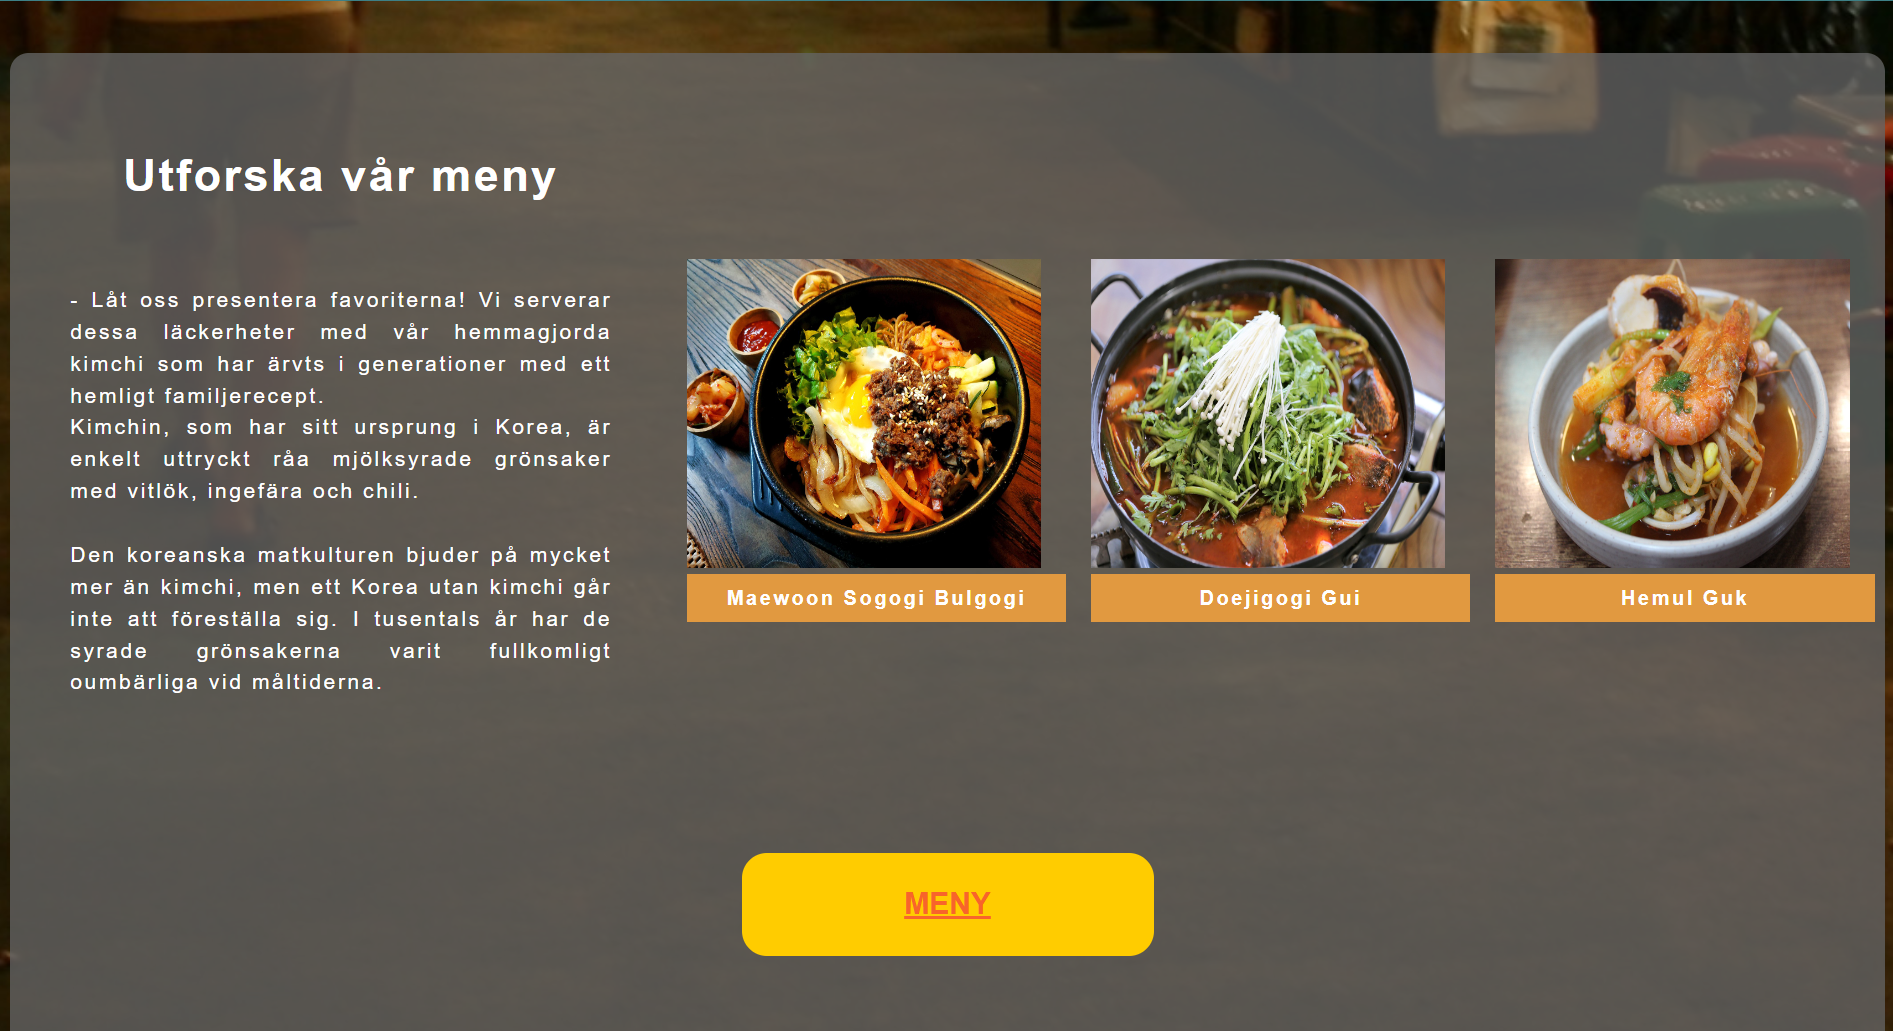 Utforska vår meny
- Låt oss presentera favoriterna! Vi serverar
dessa läckerheter med vår hemmagjorda
kimchi som har ärvts i generationer med ett
hemligt familjerecept.
Kimchin, som har sitt ursprung i Korea, är
enkelt uttryckt råa mjölksyrade grönsaker
med vitlök, ingefära och chili.
Den koreanska matkulturen bjuder på mycket
mer än kimchi, men ett Korea utan kimchi går
inte att föreställa sig. I tusentals år har de
syrade grönsakerna varit fullkomligt
oumbärliga vid måltiderna.
Maewoon Sogogi Bulgogi
Doejigogi Gui
Hemul Guk
MENY